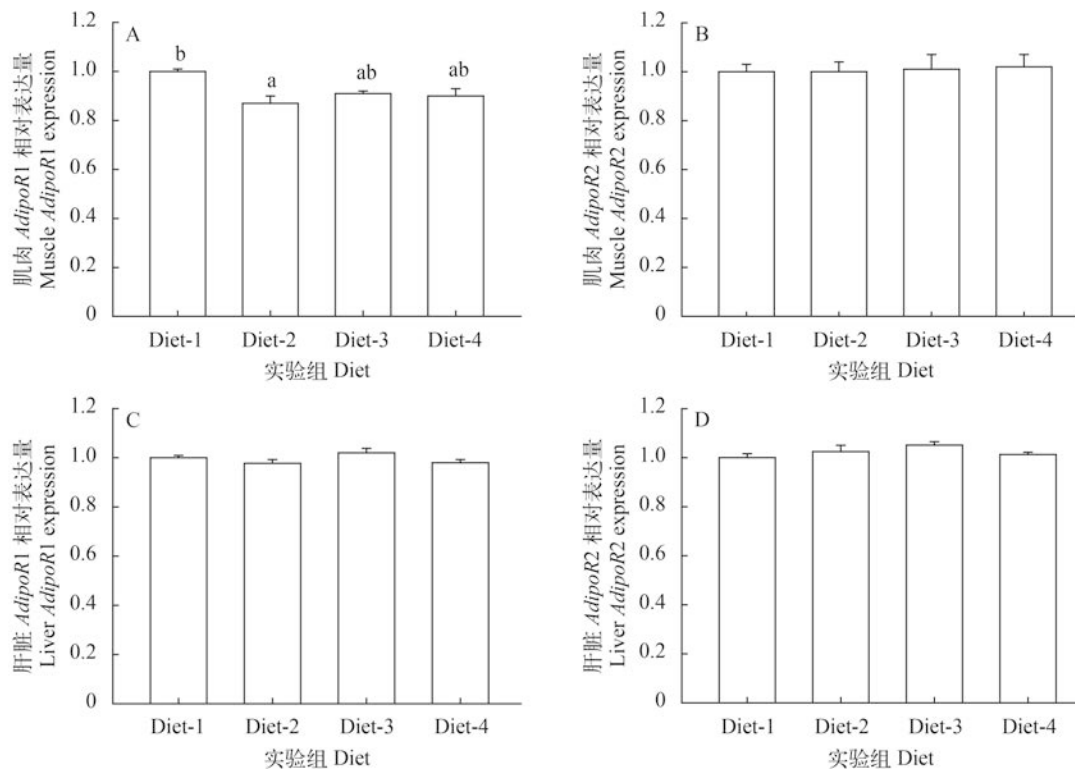 A
肌肉 AdipoR1 相对表达量
Muscle AdipoR1 expression
1.2
1.0
0.8
0.6
0.4
0.2
0
b
a
ab
ab
Diet-1
Diet-2
Diet-3
Diet-4
实验组 Diet
B
肌肉 AdipoR2 相对表达量
Muscle AdipoR2 expression
1.2
1.0
0.8
0.6
0.4
0.2
0
Diet-1
Diet-2
Diet-3
Diet-4
实验组 Diet
C
肝脏 AdipoR1 相对表达量
Liver AdipoR1 expression
1.2
1.0
0.8
0.6
0.4
0.2
0
Diet-1
Diet-2
Diet-3
Diet-4
实验组 Diet
D
肝脏 AdipoR2 相对表达量
Liver AdipoR2 expression
1.2
1.0
0.8
0.6
0.4
0.2
0
Diet-1
Diet-2
Diet-3
Diet-4
实验组 Diet